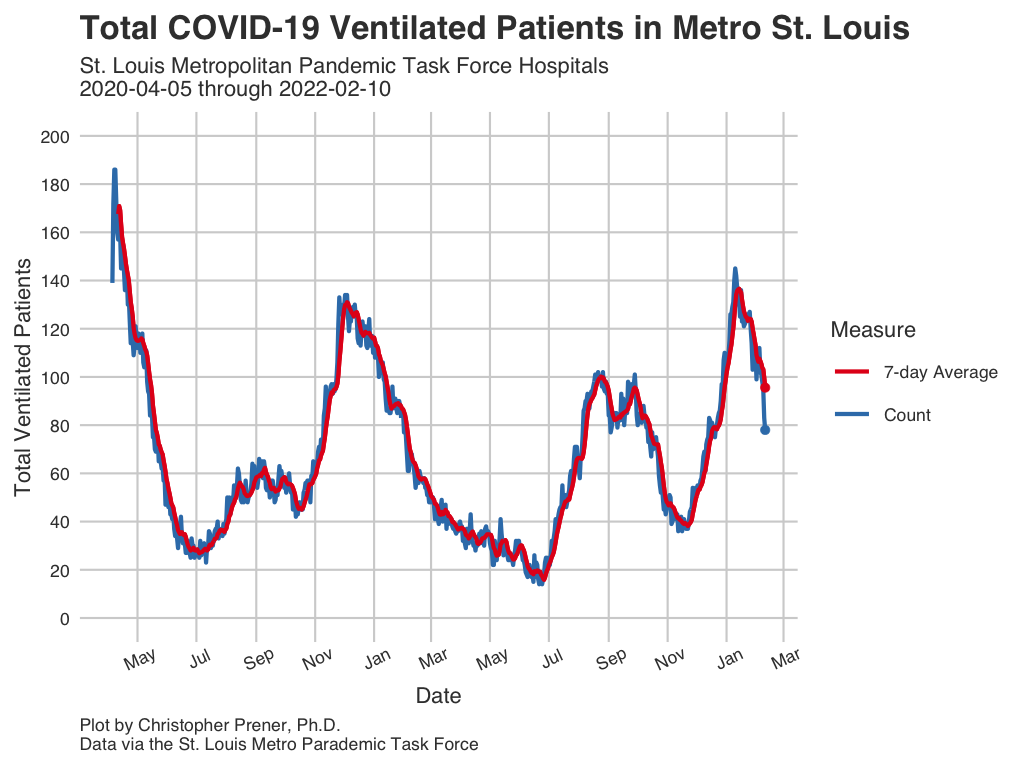 Total COVID-19 Ventilated Patients in Metro St. Louis
St. Louis Metropolitan Pandemic Task Force Hospitals
2020-04-05 through 2022-02-10
Total Ventilated Patients
200
180
160
140
120
100
80
60
40
20
0
May
Jul
Sep
Nov
Jan
Mar
May
Jul
Sep
Nov
Jan
Mar
Date
Measure
7-day Average
Count
Plot by Christopher Prener, Ph.D.
Data via the St. Louis Metro Parademic Task Force